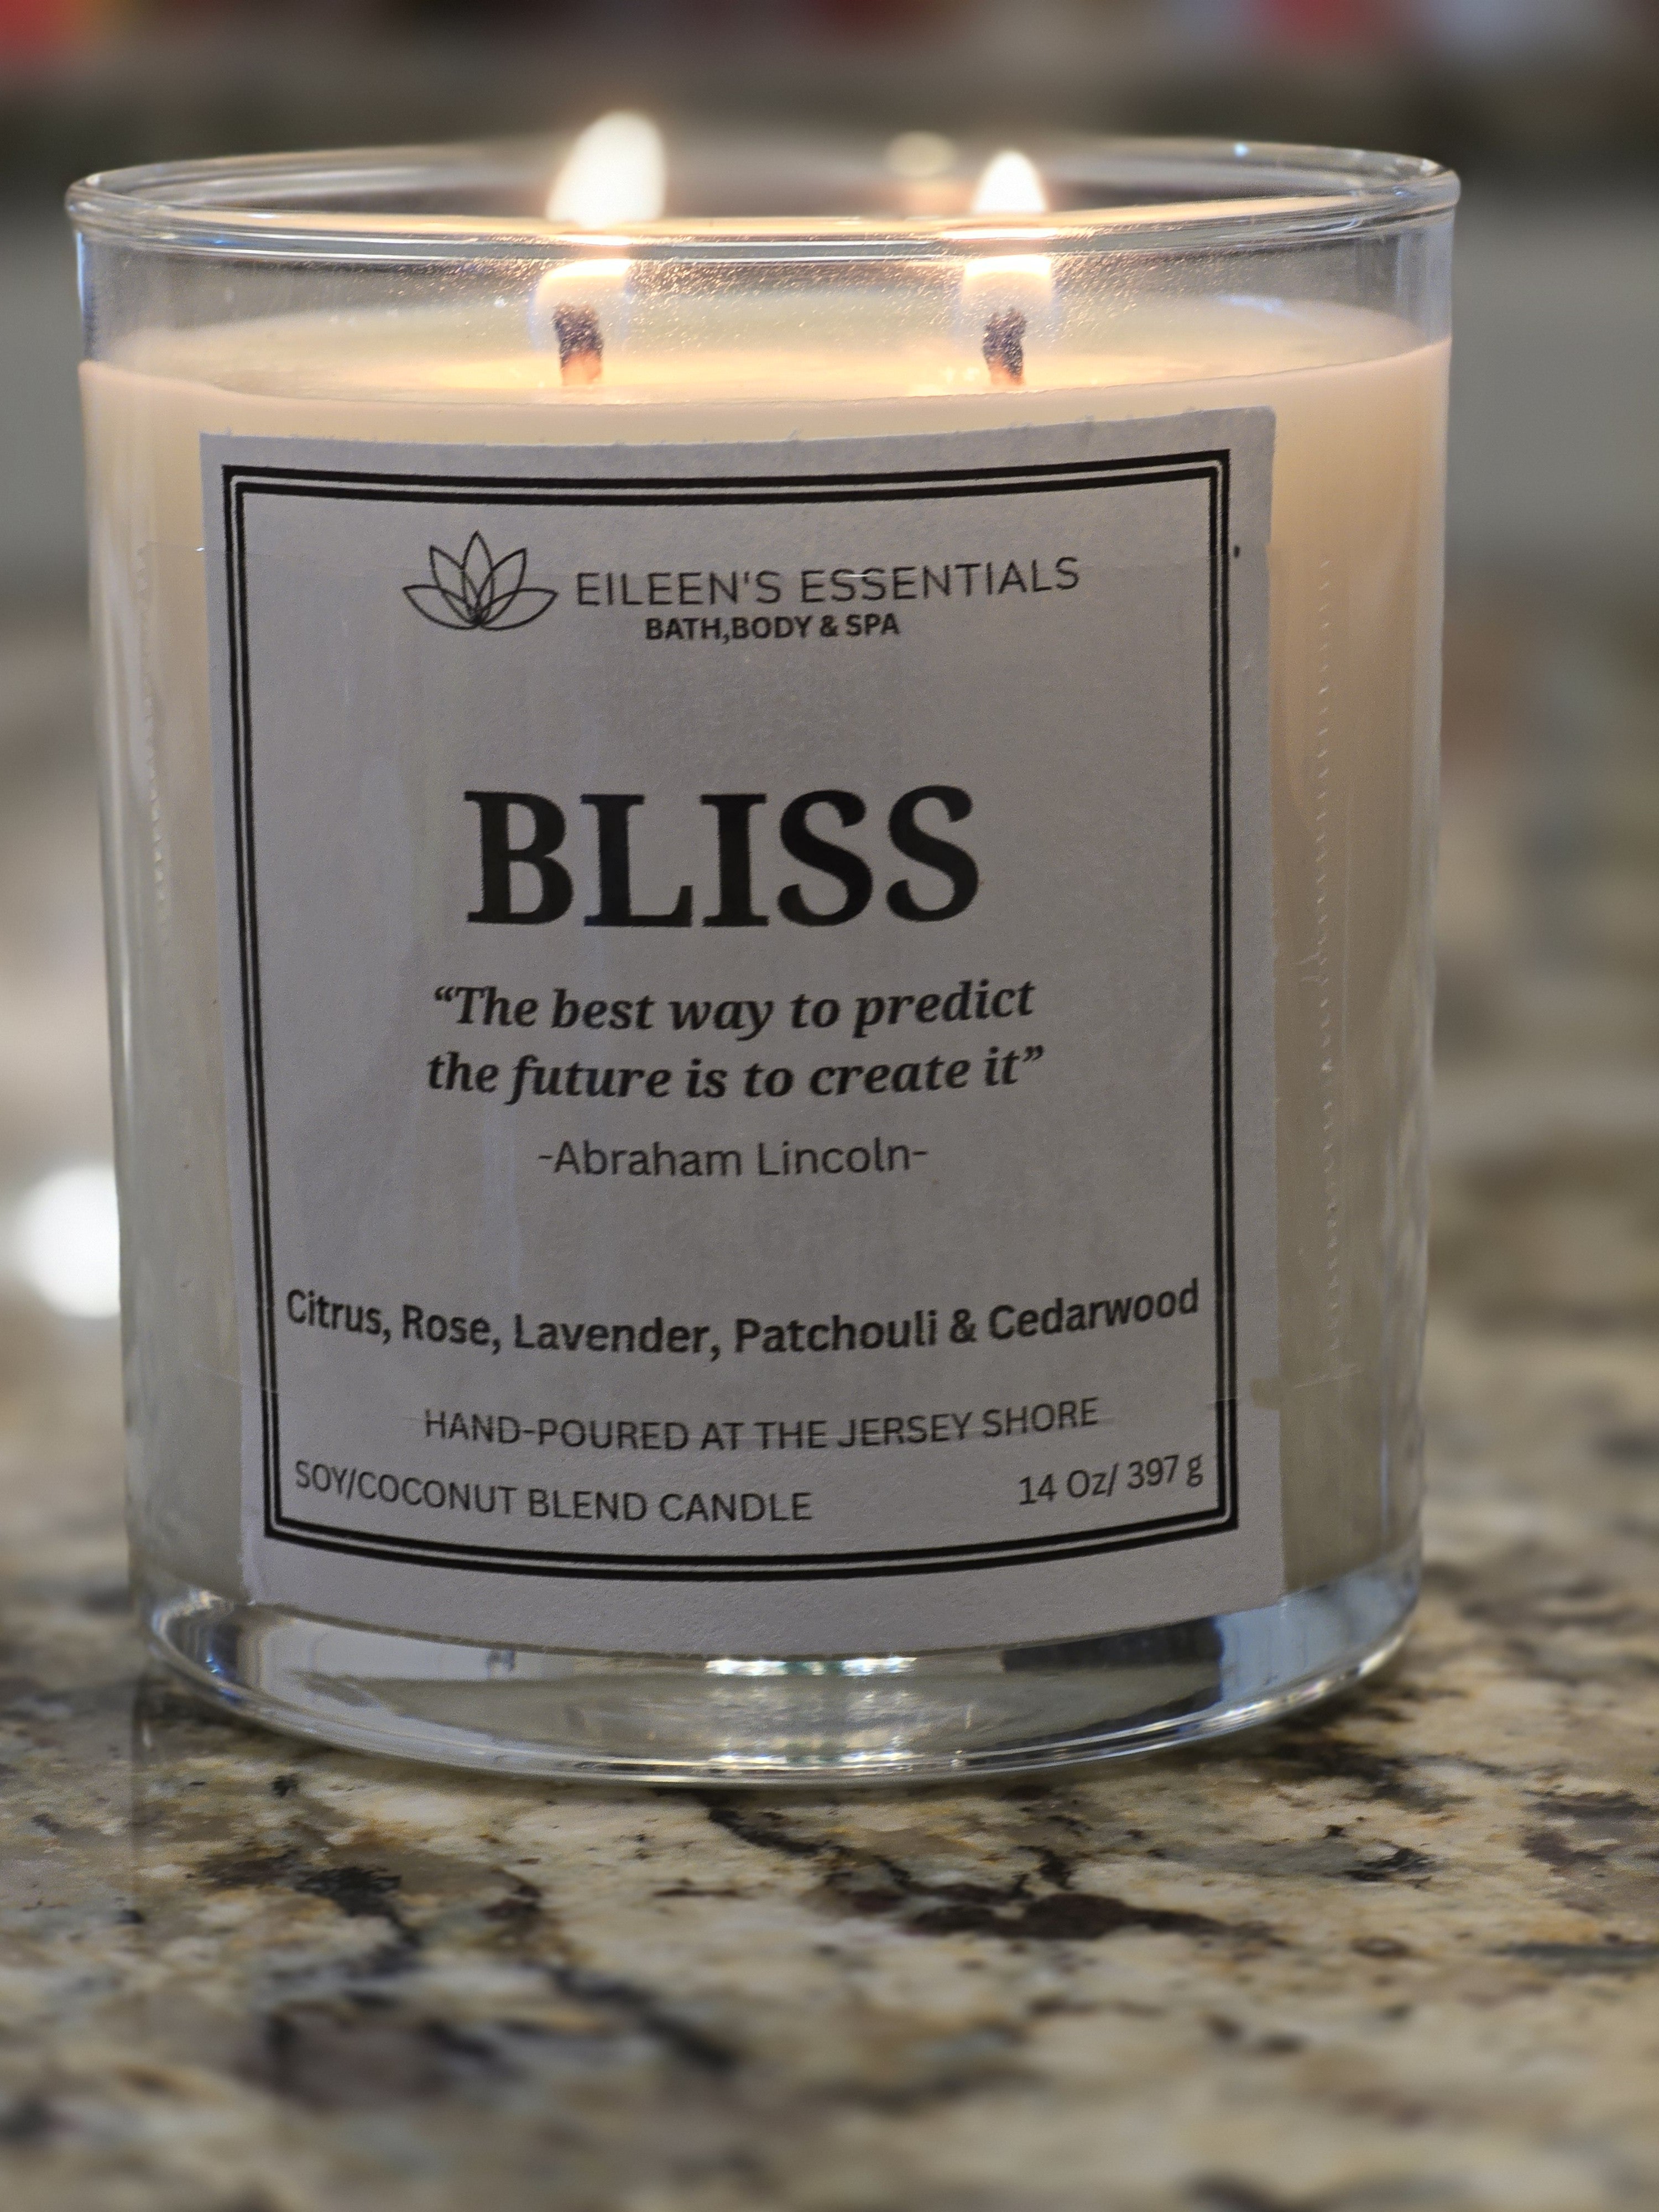 EILEEN'S ESSENTIALS
BATH,BODY & SPA
BLISS
“The best way to predict
the future is to create it”
-Abraham Lincoln-
Citrus, Rose, Lavender, Patchouli & Cedarwood
HAND-POURED AT THE JERSEY SHORE
SOY/COCONUT BLEND CANDLE 14 Oz/ 397 g